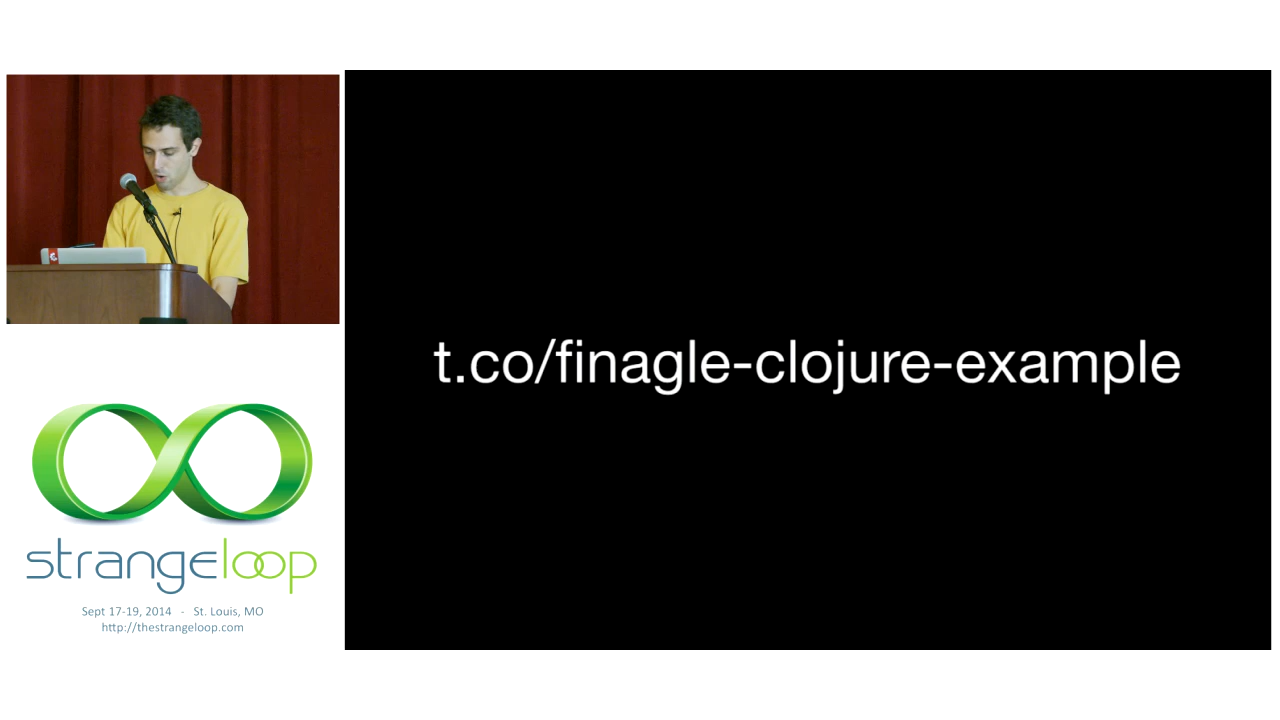 t.co/finagle-clojure-example
strangeloop
Sept 17-19, 2014 - St. Louis, MO
http://thestrangeloop.com